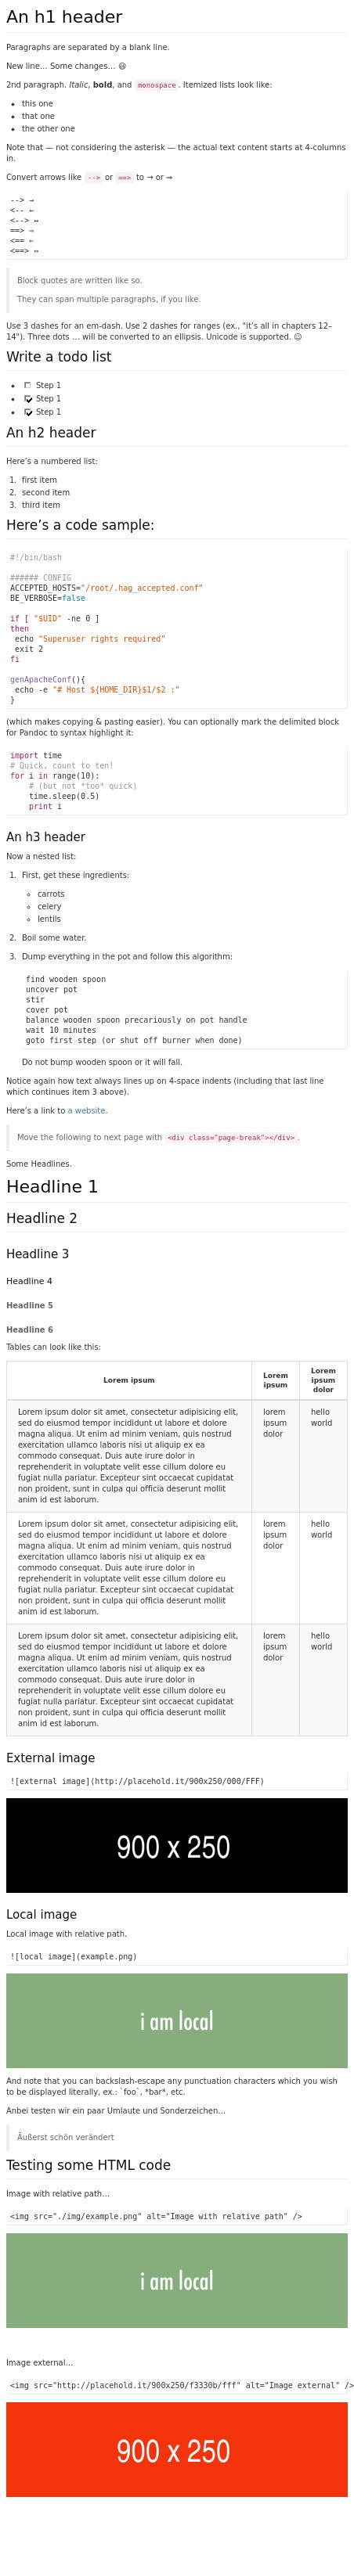 An h1 header
Paragraphs are separated by a blank line.
New line… Some changes… 😃
2nd paragraph. Italic, bold, and monospace. Itemized lists look like:
• this one
• that one
• the other one
Note that — not considering the asterisk — the actual text content starts at 4-columns
in.
Convert arrows like --> or ==> to → or ⇒
--> →
<-- ←
<--> ↔
==> ⇒
<== ⇐
<==> ⇔
Block quotes are written like so.
They can span multiple paragraphs, if you like.
Use 3 dashes for an em-dash. Use 2 dashes for ranges (ex., "it’s all in chapters 12–
14"). Three dots … will be converted to an ellipsis. Unicode is supported. ☺
Write a todo list
• ☐ Step 1
• ☑ Step 1
• ☑ Step 1
An h2 header
Here’s a numbered list:
1. first item
2. second item
3. third item
Here’s a code sample:
#!/bin/bash
###### CONFIG
ACCEPTED_HOSTS="/root/.hag_accepted.conf"
BE_VERBOSE=false
if [ "$UID" -ne 0 ]
then
echo "Superuser rights required"
exit 2
fi
genApacheConf(){
echo -e "# Host ${HOME_DIR}$1/$2 :"
}
(which makes copying & pasting easier). You can optionally mark the delimited block
for Pandoc to syntax highlight it:
import time
# Quick, count to ten!
for i in range(10):
# (but not *too* quick)
time.sleep(0.5)
print i
An h3 header
Now a nested list:
1. First, get these ingredients:
◦ carrots
◦ celery
◦ lentils
2. Boil some water.
3. Dump everything in the pot and follow this algorithm:
find wooden spoon
uncover pot
stir
cover pot
balance wooden spoon precariously on pot handle
wait 10 minutes
goto first step (or shut off burner when done)
Do not bump wooden spoon or it will fall.
Notice again how text always lines up on 4-space indents (including that last line
which continues item 3 above).
Here’s a link to a website.
Move the following to next page with <div class="page-break"></div>.
Some Headlines.
Headline 1
Headline 2
Headline 3
Headline 4
Headline 5
Headline 6
Tables can look like this:
Lorem ipsum
Lorem
ipsum
Lorem
ipsum
dolor
Lorem ipsum dolor sit amet, consectetur adipisicing elit,
sed do eiusmod tempor incididunt ut labore et dolore
magna aliqua. Ut enim ad minim veniam, quis nostrud
exercitation ullamco laboris nisi ut aliquip ex ea
commodo consequat. Duis aute irure dolor in
reprehenderit in voluptate velit esse cillum dolore eu
fugiat nulla pariatur. Excepteur sint occaecat cupidatat
non proident, sunt in culpa qui officia deserunt mollit
anim id est laborum.
lorem
ipsum
dolor
hello
world
Lorem ipsum dolor sit amet, consectetur adipisicing elit,
sed do eiusmod tempor incididunt ut labore et dolore
magna aliqua. Ut enim ad minim veniam, quis nostrud
exercitation ullamco laboris nisi ut aliquip ex ea
commodo consequat. Duis aute irure dolor in
reprehenderit in voluptate velit esse cillum dolore eu
fugiat nulla pariatur. Excepteur sint occaecat cupidatat
non proident, sunt in culpa qui officia deserunt mollit
anim id est laborum.
lorem
ipsum
dolor
hello
world
Lorem ipsum dolor sit amet, consectetur adipisicing elit,
sed do eiusmod tempor incididunt ut labore et dolore
magna aliqua. Ut enim ad minim veniam, quis nostrud
exercitation ullamco laboris nisi ut aliquip ex ea
commodo consequat. Duis aute irure dolor in
reprehenderit in voluptate velit esse cillum dolore eu
fugiat nulla pariatur. Excepteur sint occaecat cupidatat
non proident, sunt in culpa qui officia deserunt mollit
anim id est laborum.
lorem
ipsum
dolor
hello
world
External image
![external image](http://placehold.it/900x250/000/FFF)
900 x 250
Local image
Local image with relative path.
![local image](example.png)
i am local
And note that you can backslash-escape any punctuation characters which you wish
to be displayed literally, ex.: `foo`, *bar*, etc.
Anbei testen wir ein paar Umlaute und Sonderzeichen…
Äußerst schön verändert
Testing some HTML code
Image with relative path…
<img src="./img/example.png" alt="Image with relative path" />
i am local
Image external…
<img src="http://placehold.it/900x250/f3330b/fff" alt="Image external" />
900 x 250